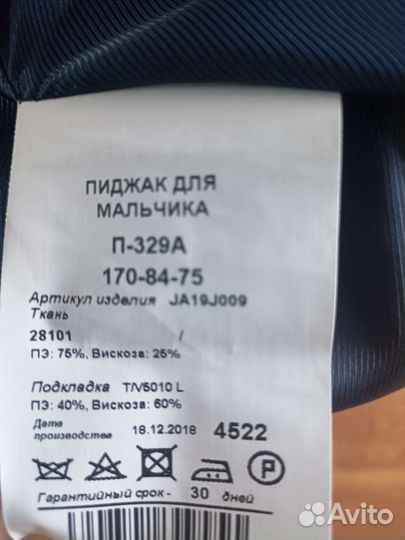 ПИДЖАК ДЛЯ
МАЛЬЧИКА
П-329А
170-84-75
Артикул изделия JA19J009
Ткань
28101 /
ПЭ: 75%, Вискоза: 25%
Подкладка T/V5010 L
ПЭ: 40%, Вискоза: 60%
Дата
производства 18.12.2018 4522
P
Гарантийный срок - 30 дней
Avito